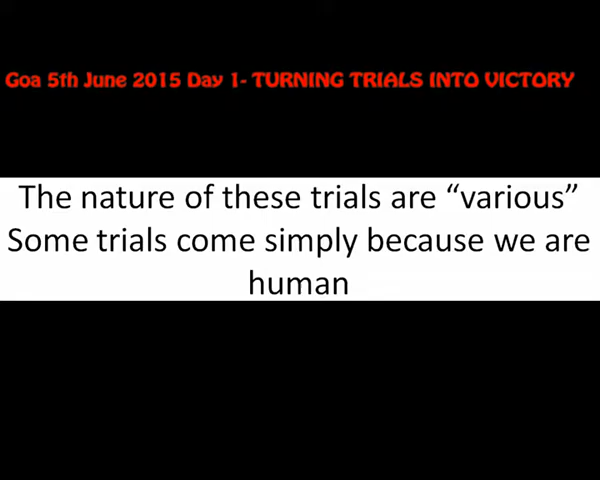 Goa 5th June 2015 Day 1- TURNING TRIALS INTO VICTORY
The nature of these trials are “various”
Some trials come simply because we are
human